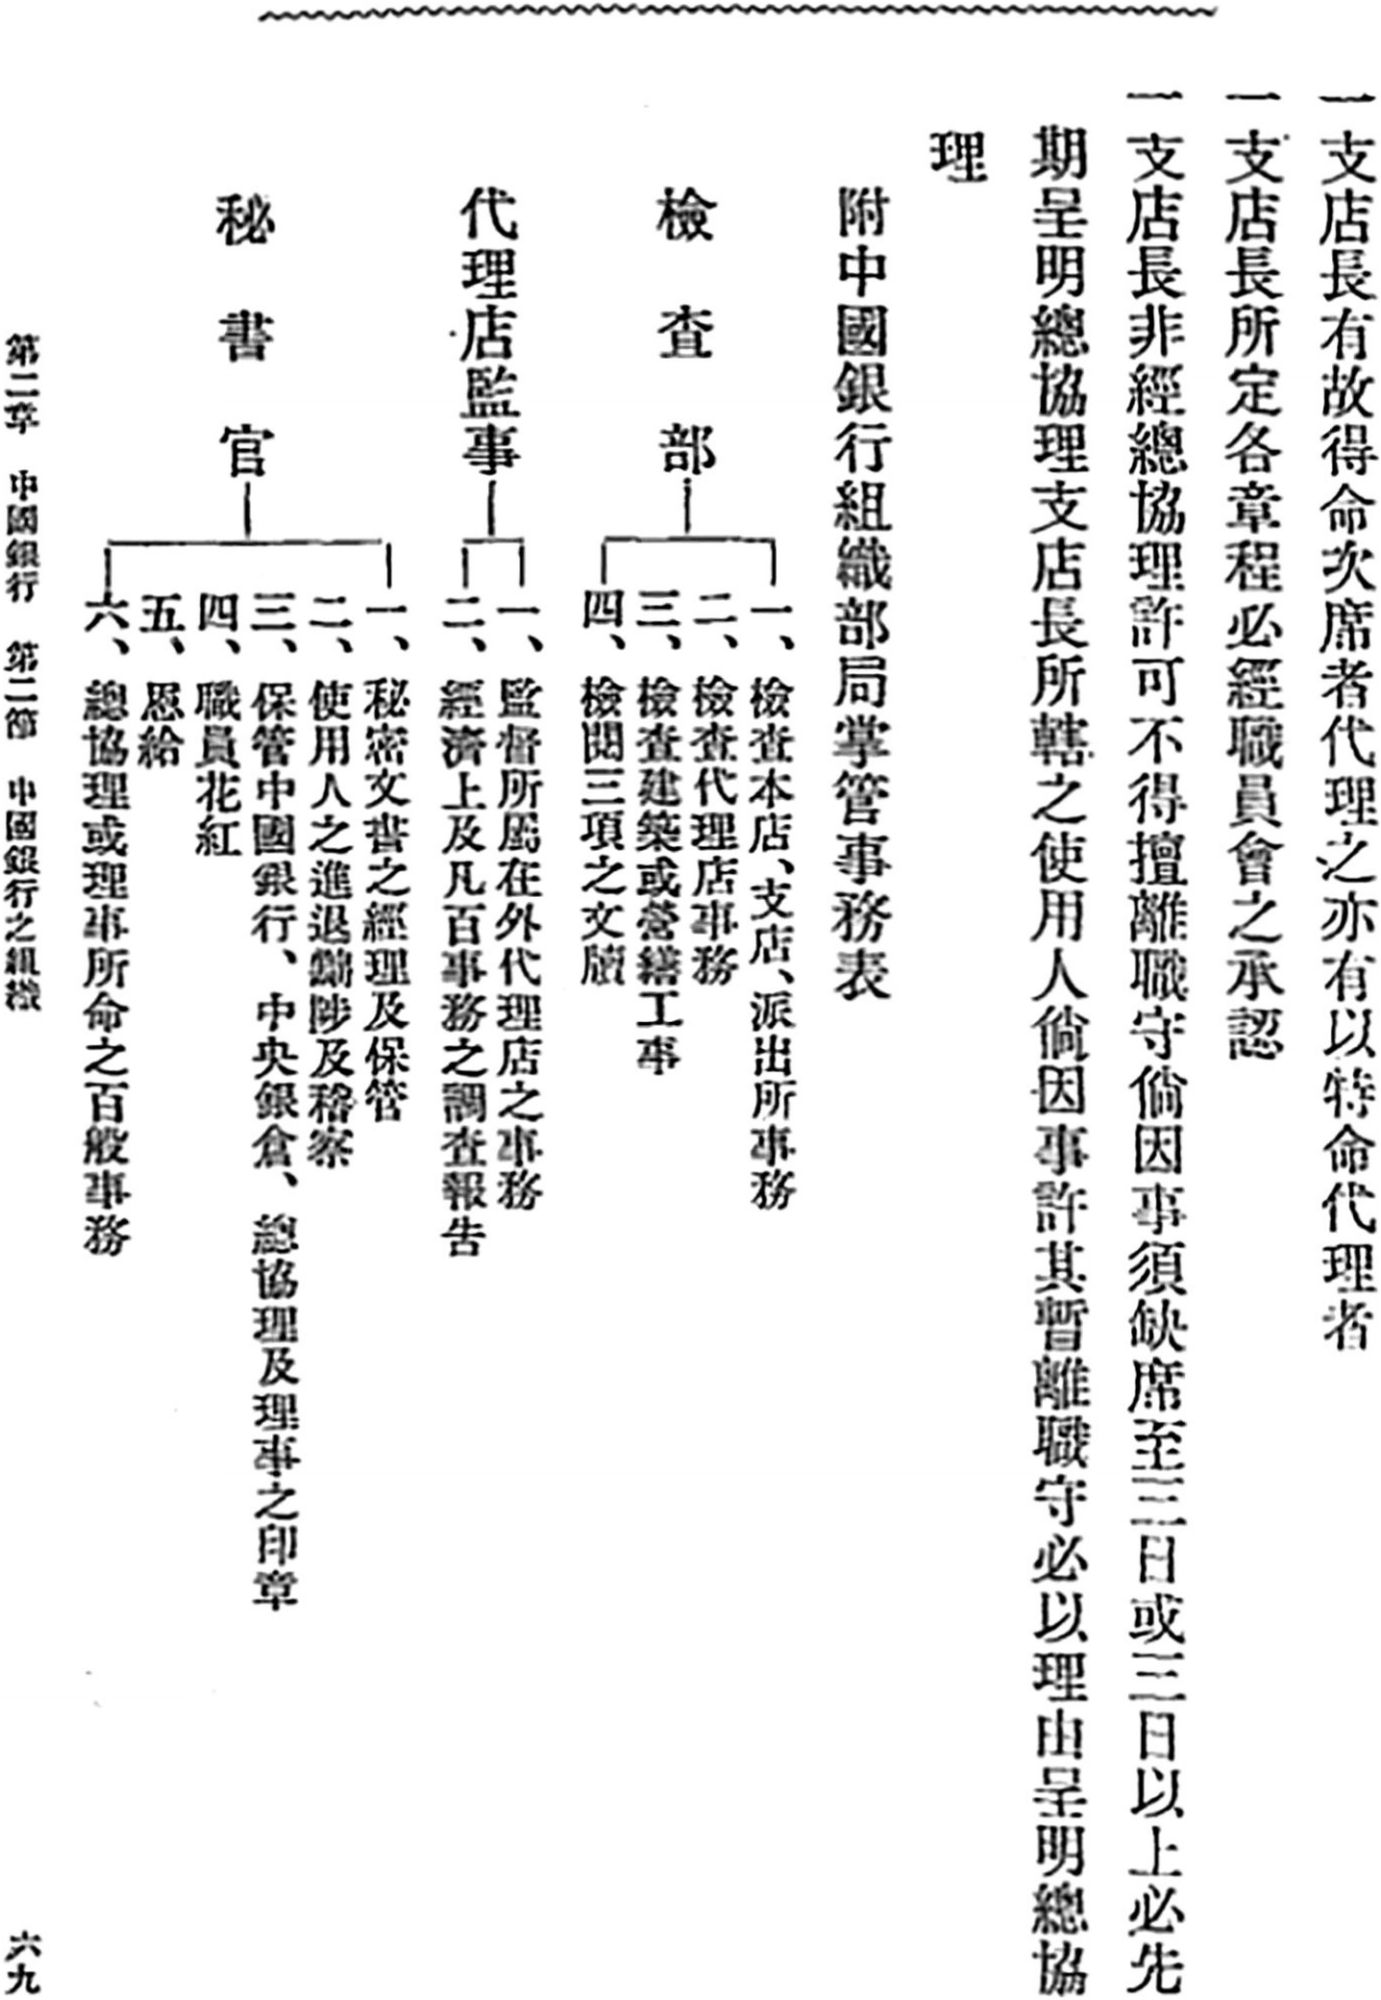 一支店長有故得命次席者代理之亦有以特命代理者
一支店長所定各章程必經職員會之承認
一支店長非經總協理許可不得擅離職守倘因事須缺席至三日或三日以上必先
期呈明總協理支店長所轄之使用人倘因事許其暫離職守必以理由呈明總協
理
附中國銀行組織部局掌管事務表
檢查部
一、檢查本店、支店、派出所事務
二、檢查代理店事務
三、檢查建築或營繕工事
四、檢閱三項之文牘
代理店監事
一、監督所屬在外代理店之事務
二、經濟上及凡百事務之調查報告
秘書官
一、秘密文書之經理及保管
二、使用人之進退黜陟及稽察
三、保管中國銀行、中央銀倉、總協理及理事之印章
四、職員花紅
五、恩給
六、總協理或理事所命之百般事務
第二章 中國銀行 第二節 中國銀行之組織
六九